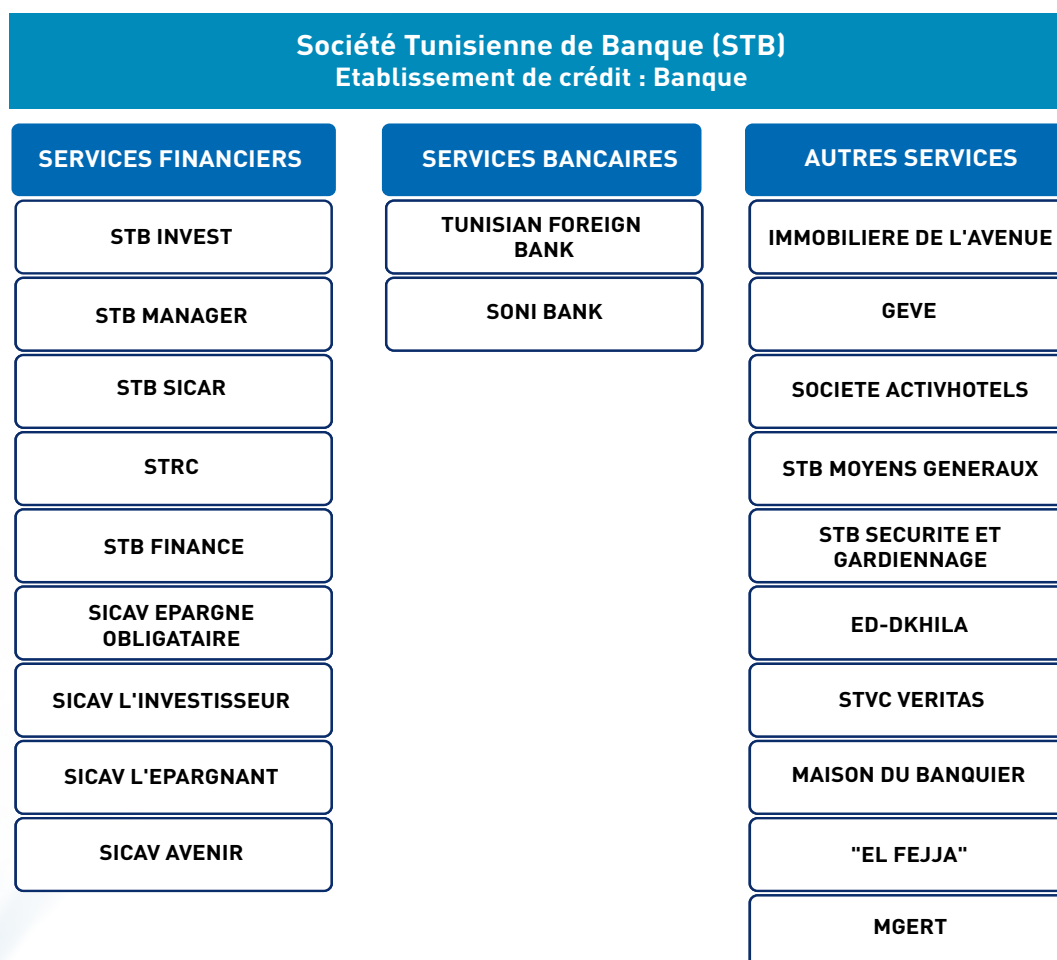 Société Tunisienne de Banque (STB)
Etablissement de crédit : Banque
SERVICES FINANCIERS
STB INVEST
STB MANAGER
STB SICAR
STRC
STB FINANCE
SICAV EPARGNE
OBLIGATAIRE
SICAV L'INVESTISSEUR
SICAV L'EPARGNANT
SICAV AVENIR
SERVICES BANCAIRES
TUNISIAN FOREIGN
BANK
SONI BANK
AUTRES SERVICES
IMMOBILIERE DE L'AVENUE
GEVE
SOCIETE ACTIVHOTELS
STB MOYENS GENERAUX
STB SECURITE ET
GARDIENNAGE
ED-DKHILA
STVC VERITAS
MAISON DU BANQUIER
"EL FEJJA"
MGERT